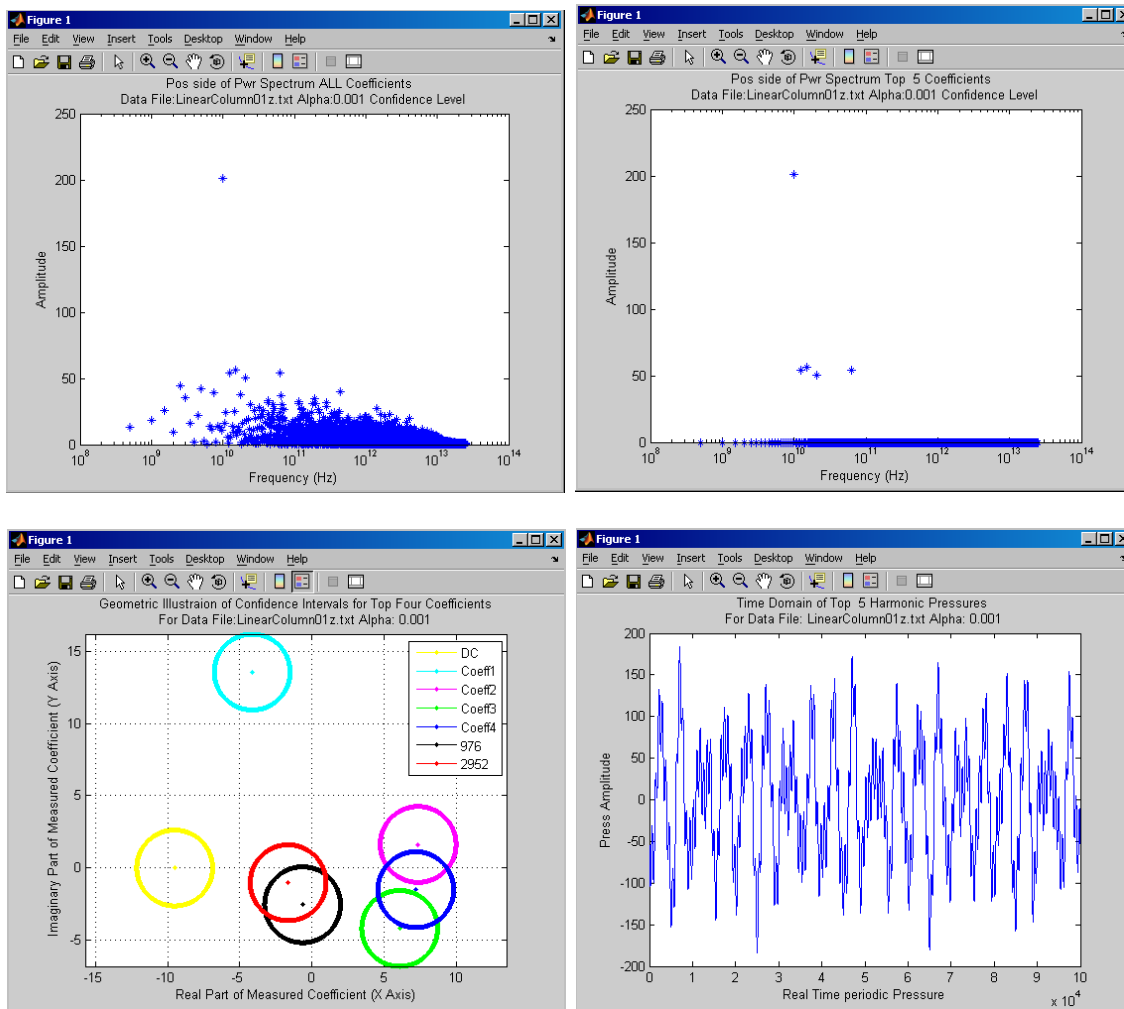 Figure 1
File Edit View Insert Tools Desktop Window Help
Pos side of Pwr Spectrum ALL Coefficients
Data File:LinearColumn01z.txt Alpha:0.001 Confidence Level
250
200
150
100
50
0
Amplitude
10^8 10^9 10^10 10^11 10^12 10^13 10^14
Frequency (Hz)
Figure 1
File Edit View Insert Tools Desktop Window Help
Pos side of Pwr Spectrum Top 5 Coefficients
Data File:LinearColumn01z.txt Alpha:0.001 Confidence Level
250
200
150
100
50
0
Amplitude
10^8 10^9 10^10 10^11 10^12 10^13 10^14
Frequency (Hz)
Figure 1
File Edit View Insert Tools Desktop Window Help
Geometric Illustraion of Confidence Intervals for Top Four Coefficients
For Data File:LinearColumn01z.txt Alpha: 0.001
15
10
5
0
-5
Imaginary Part of Measured Coefficient (Y Axis)
DC
Coeff1
Coeff2
Coeff3
Coeff4
976
2952
-15 -10 -5 0 5 10
Real Part of Measured Coefficient (X Axis)
Figure 1
File Edit View Insert Tools Desktop Window Help
Time Domain of Top 5 Harmonic Pressures
For Data File: LinearColumn01z.txt Alpha: 0.001
200
150
100
50
0
-50
-100
-150
-200
Press Amplitude
0 1 2 3 4 5 6 7 8 9 10
Real Time periodic Pressure
x 10^4